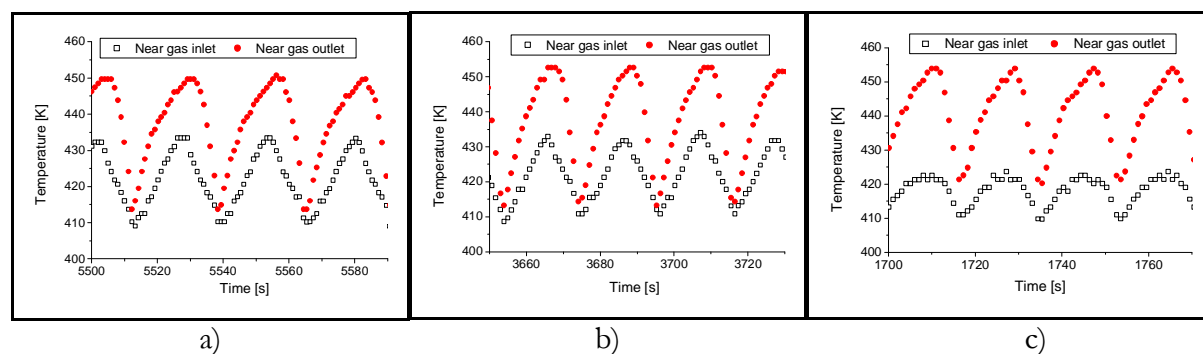 Near gas inlet Near gas outlet
460
450
440
430
420
410
400
Temperature [K]
5500 5520 5540 5560 5580
Time [s]
a)
Near gas inlet Near gas outlet
460
450
440
430
420
410
400
Temperature [K]
3660 3680 3700 3720
Time [s]
b)
Near gas inlet Near gas outlet
460
450
440
430
420
410
400
Temperature [K]
1700 1720 1740 1760
Time [s]
c)